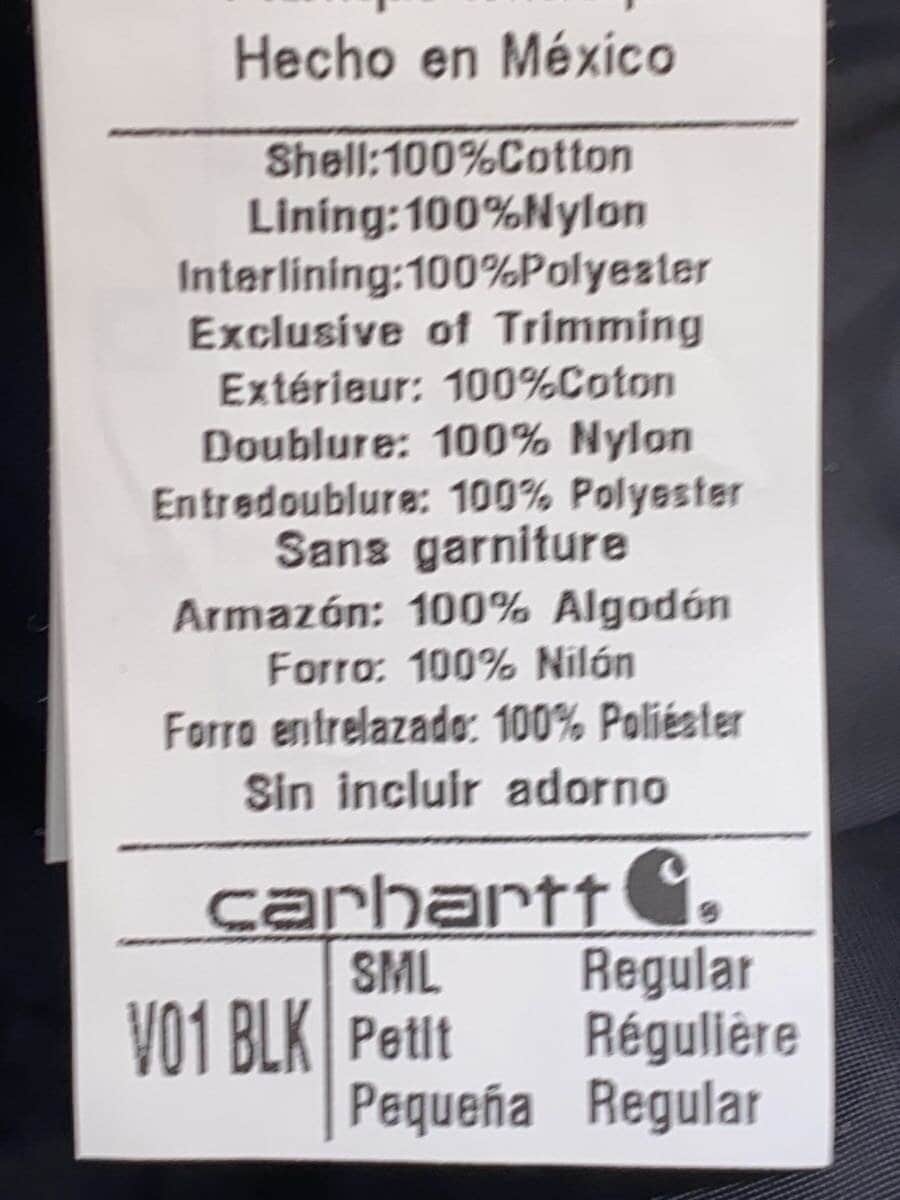 Hecho en México
Shell:100%Cotton
Lining:100%Nylon
Interlining:100%Polyester
Exclusive of Trimming
Extérieur: 100%Coton
Doublure: 100% Nylon
Entredoublure: 100% Polyester
Sans garniture
Armazón: 100% Algodón
Forro: 100% Nilón
Forro entrelazado: 100% Poliéster
Sin incluir adorno
carhartt ®
V01 BLK
SML Regular
Petit Régulière
Pequeña Regular